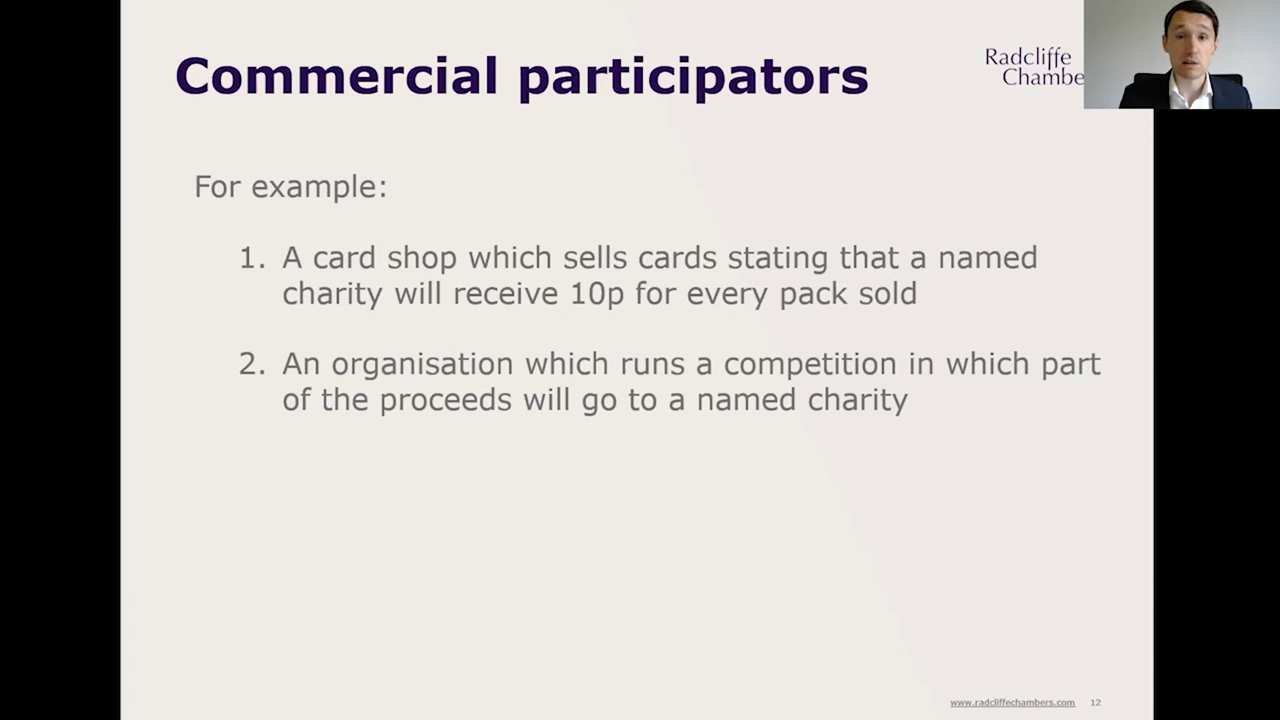 Commercial participators
Radcliffe
Chambe
For example:
1. A card shop which sells cards stating that a named
charity will receive 10p for every pack sold
2. An organisation which runs a competition in which part
of the proceeds will go to a named charity
www.radcliffechambers.com 12